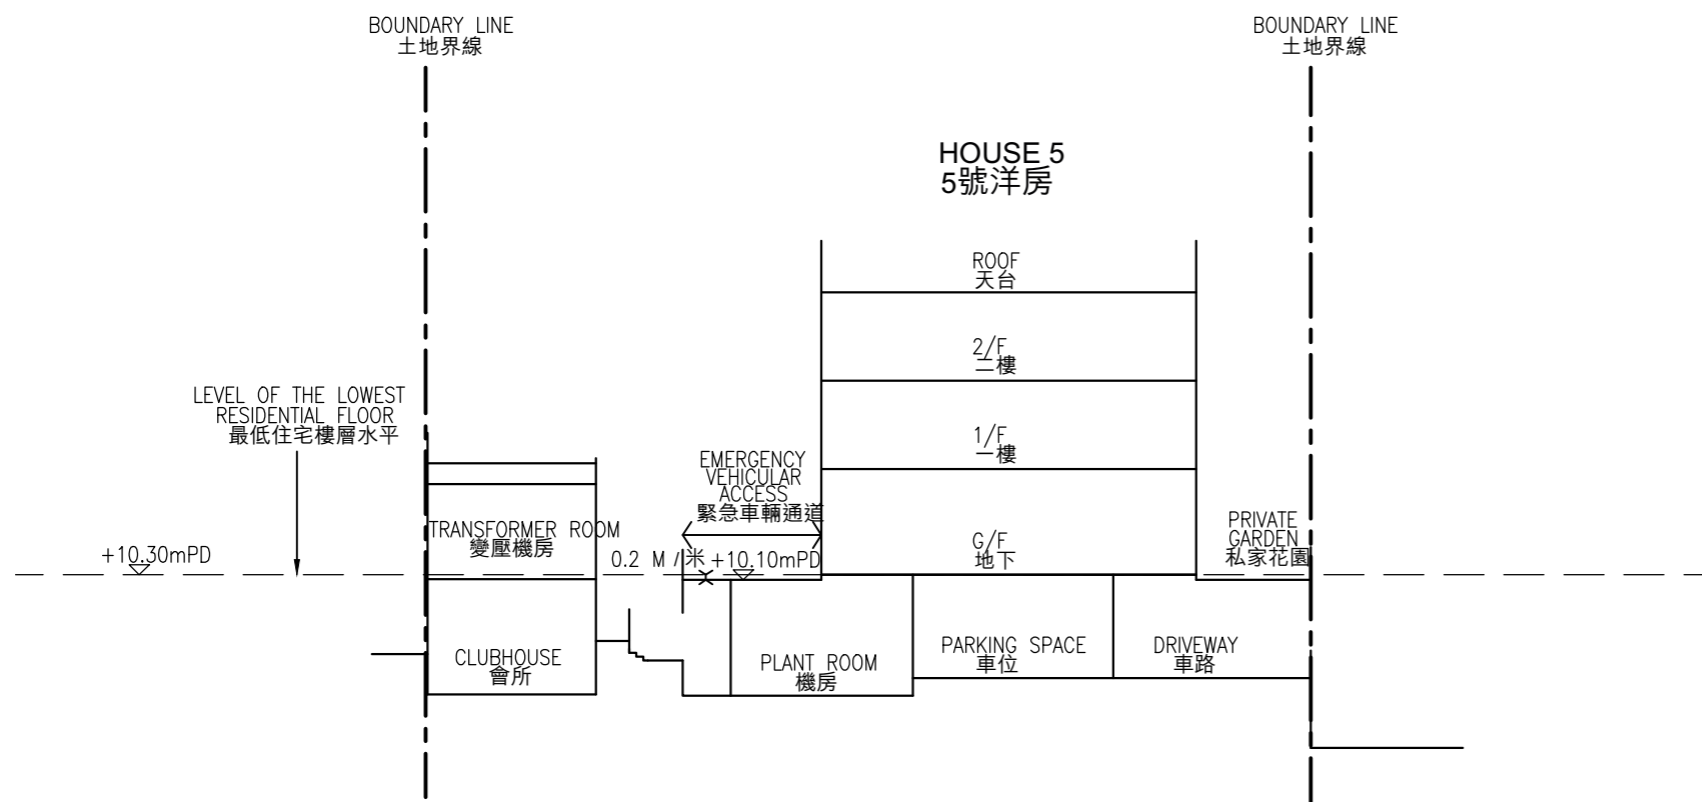 BOUNDARY LINE
土地界線
BOUNDARY LINE
土地界線
HOUSE 5
5號洋房
ROOF
天台
2/F
二樓
LEVEL OF THE LOWEST
RESIDENTIAL FLOOR
最低住宅樓層水平
1/F
一樓
EMERGENCY
VEHICULAR
ACCESS
緊急車輛通道
TRANSFORMER ROOM
變壓機房
PRIVATE
GARDEN
私家花園
G/F
地下
+10.30mPD
0.2 M / 米
+10.10mPD
CLUBHOUSE
會所
PLANT ROOM
機房
PARKING SPACE
車位
DRIVEWAY
車路